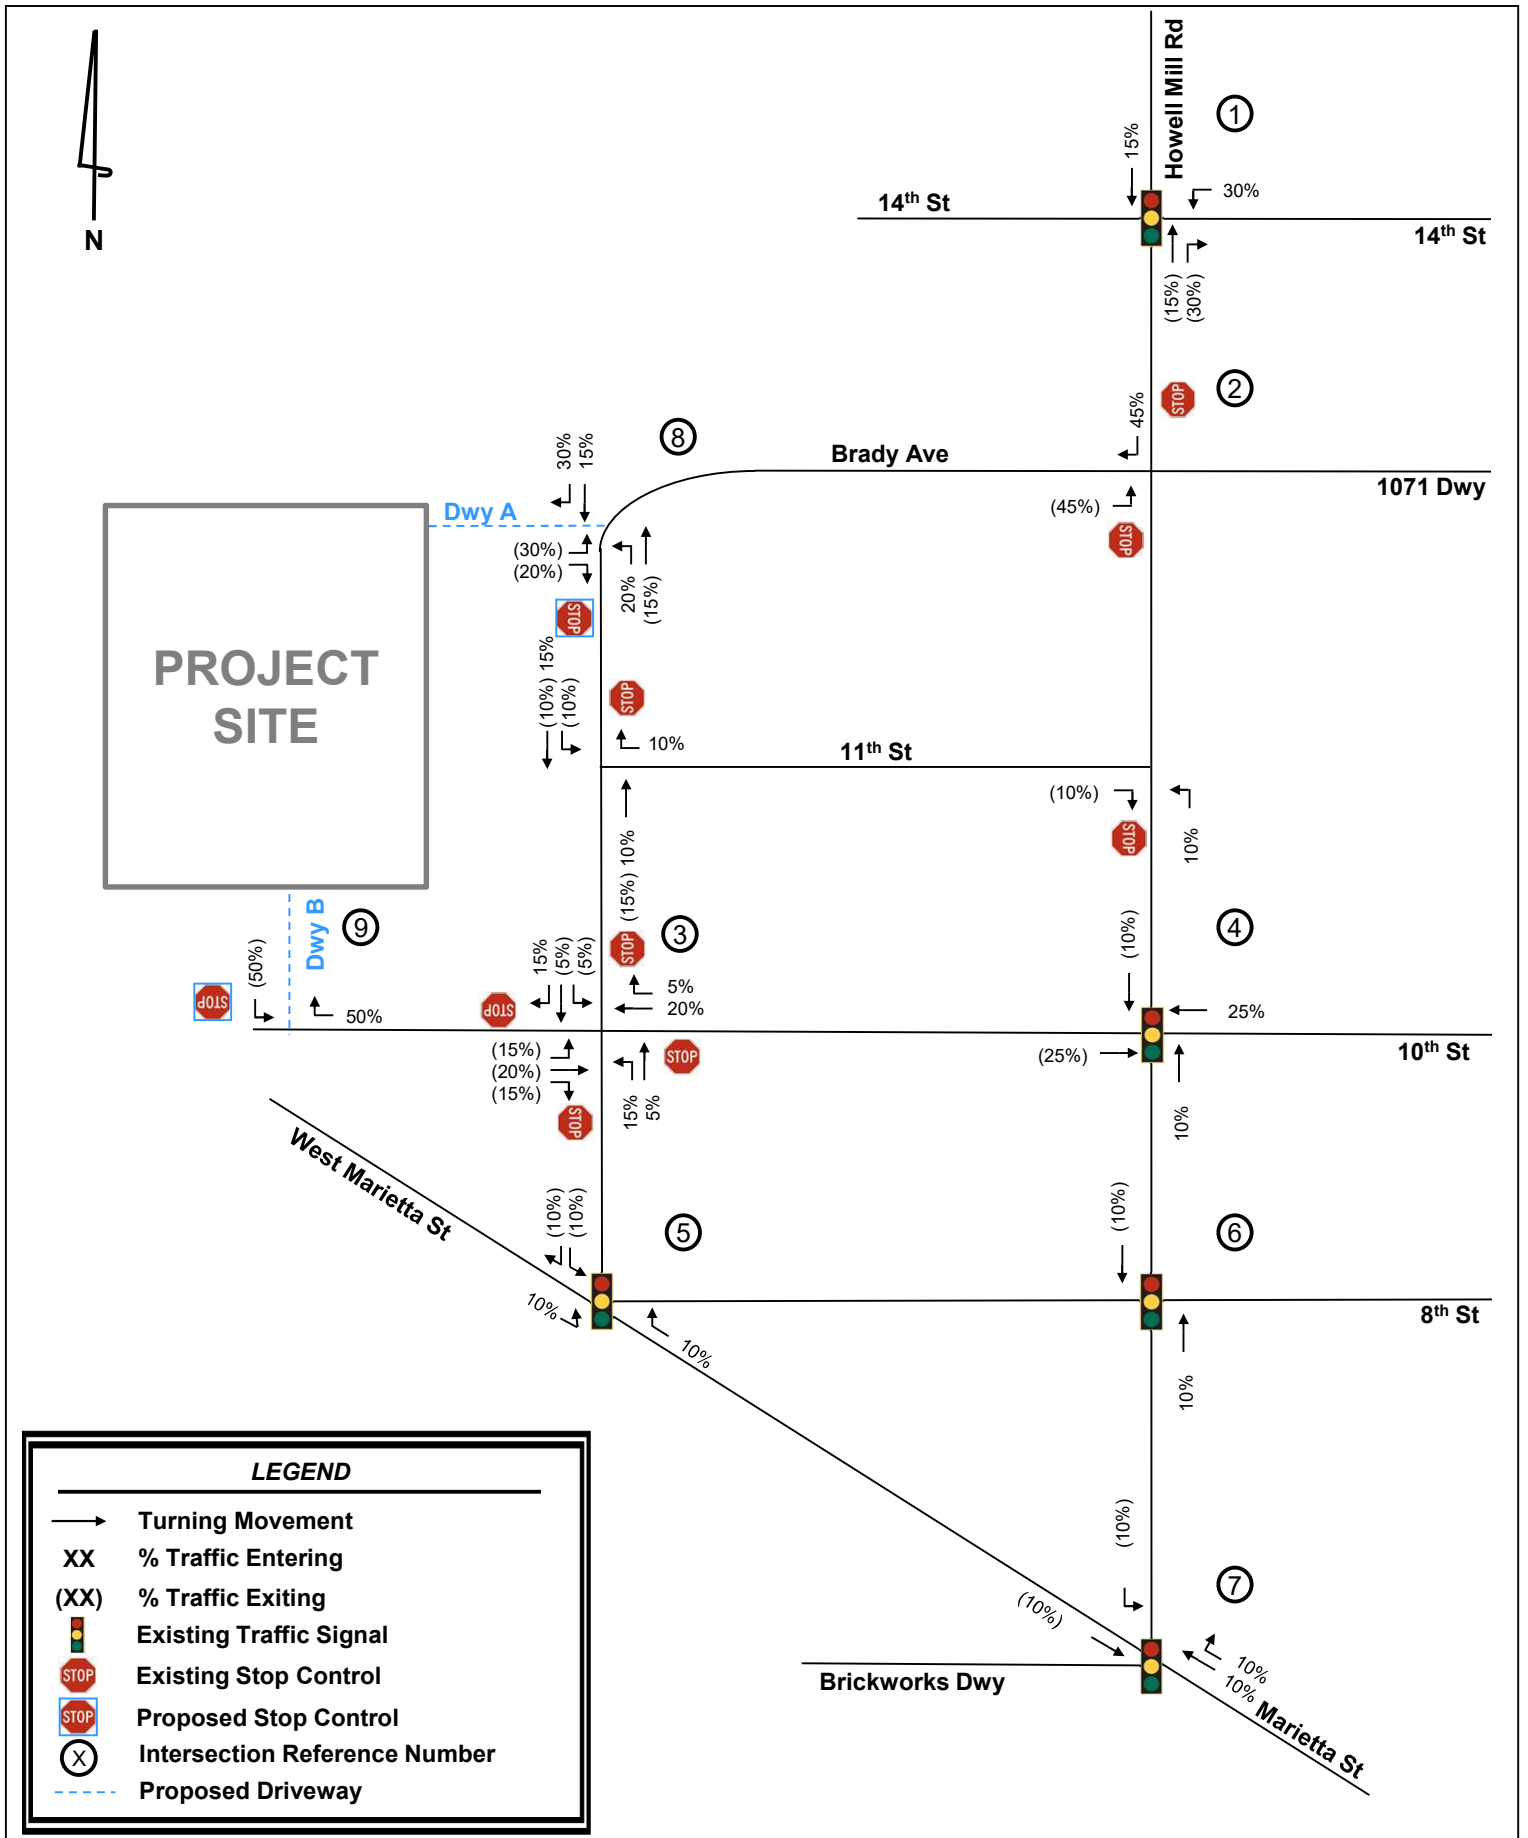 Howell Mill Rd
1
15%
30%
14th St
14th St
(15%)
(30%)
N
2
45%
STOP
8
30%
15%
Brady Ave
1071 Dwy
Dwy A
(45%)
STOP
(30%)
(20%)
20%
(15%)
STOP
PROJECT
SITE
(10%) 15%
(10%)
STOP
10%
11th St
(10%)
STOP
10%
(15%) 10%
Dwy B
9
(50%)
STOP
50%
15%
(5%)
(5%)
STOP
STOP
3
5%
20%
(10%)
4
25%
10th St
(15%)
(20%)
(15%)
STOP
STOP
15%
5%
(25%)
10%
West Marietta St
(10%)
(10%)
5
(10%)
6
10%
10%
8th St
10%
(10%)
7
(10%)
10%
10%
Brickworks Dwy
Marietta St
LEGEND
Turning Movement
XX % Traffic Entering
(XX) % Traffic Exiting
Existing Traffic Signal
STOP Existing Stop Control
STOP Proposed Stop Control
X Intersection Reference Number
Proposed Driveway